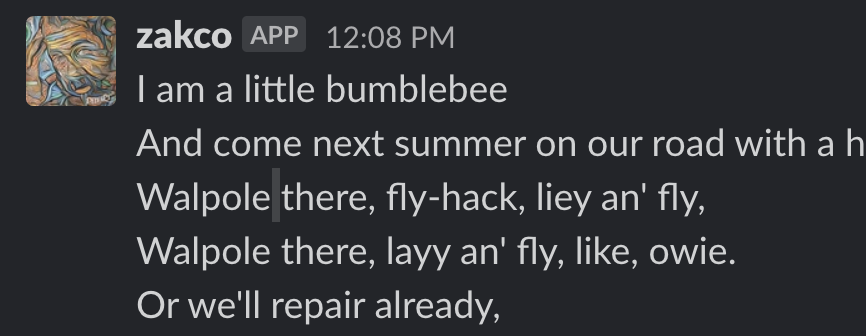 zakco APP 12:08 PM
I am a little bumblebee
And come next summer on our road with a h
Walpole there, fly-hack, liey an' fly,
Walpole there, layy an' fly, like, owie.
Or we'll repair already,